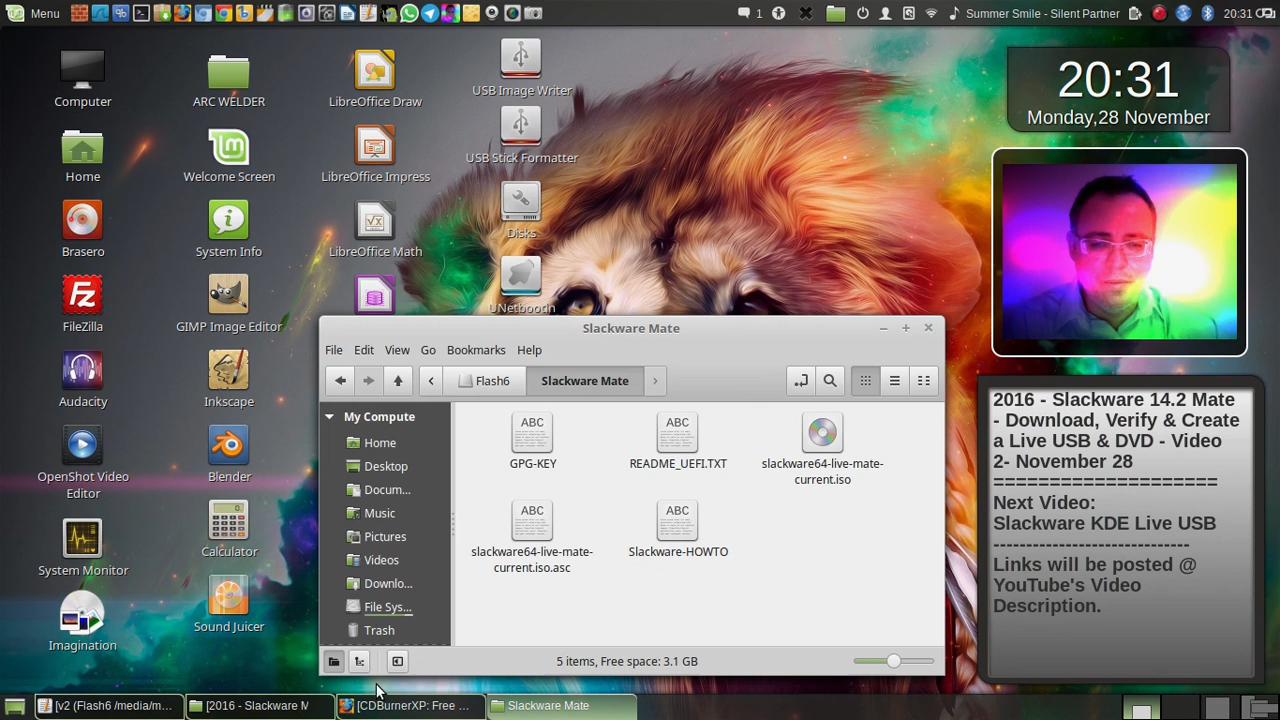 Menu
1
Summer Smile - Silent Partner
20:31
Computer
ARC WELDER
LibreOffice Draw
USB Image Writer
Home
Welcome Screen
LibreOffice Impress
USB Stick Formatter
Brasero
System Info
LibreOffice Math
Disks
FileZilla
GIMP Image Editor
UNetbootin
Audacity
Inkscape
OpenShot Video
Editor
Blender
System Monitor
Calculator
Imagination
Sound Juicer
20:31
Monday,28 November
Slackware Mate
File Edit View Go Bookmarks Help
Flash6 Slackware Mate
My Compute
Home
Desktop
Docum...
Music
Pictures
Videos
Downlo...
File Sys...
Trash
ABC
GPG-KEY
ABC
README_UEFI.TXT
slackware64-live-mate-
current.iso
ABC
slackware64-live-mate-
current.iso.asc
ABC
Slackware-HOWTO
5 items, Free space: 3.1 GB
2016 - Slackware 14.2 Mate
- Download, Verify & Create
a Live USB & DVD - Video
2- November 28
====================
Next Video:
Slackware KDE Live USB
------------------------------
Links will be posted @
YouTube's Video
Description.
[v2 (Flash6 /media/m...
[2016 - Slackware M
[CDBurnerXP: Free ...
Slackware Mate